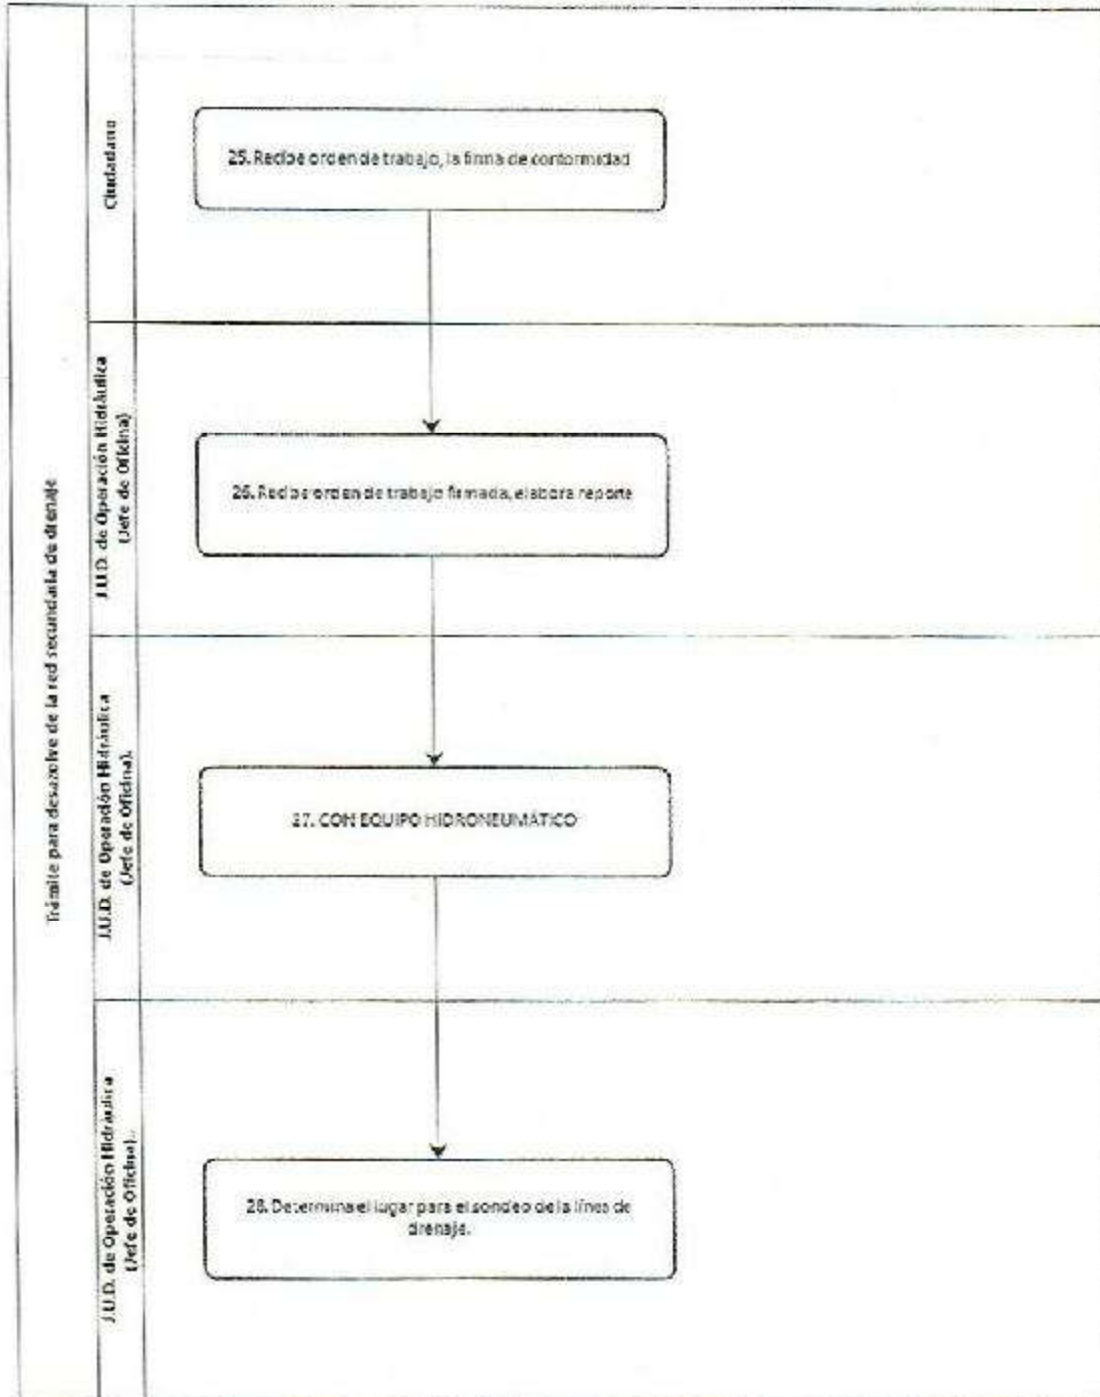 Trámite para desazolve de la red secundaria de drenaje
Ciudadano
25. Recibe orden de trabajo, la firma de conformidad
J.U.D. de Operación Hidráulica
(Jefe de Oficina)
26. Recibe orden de trabajo firmada, elabora reporte
J.U.D. de Operación Hidráulica
(Jefe de Oficina).
27. CON EQUIPO HIDRONEUMÁTICO
J.U.D. de Operación Hidráulica
(Jefe de Oficina)..
28. Determina el lugar para el sondeo de la línea de
drenaje.